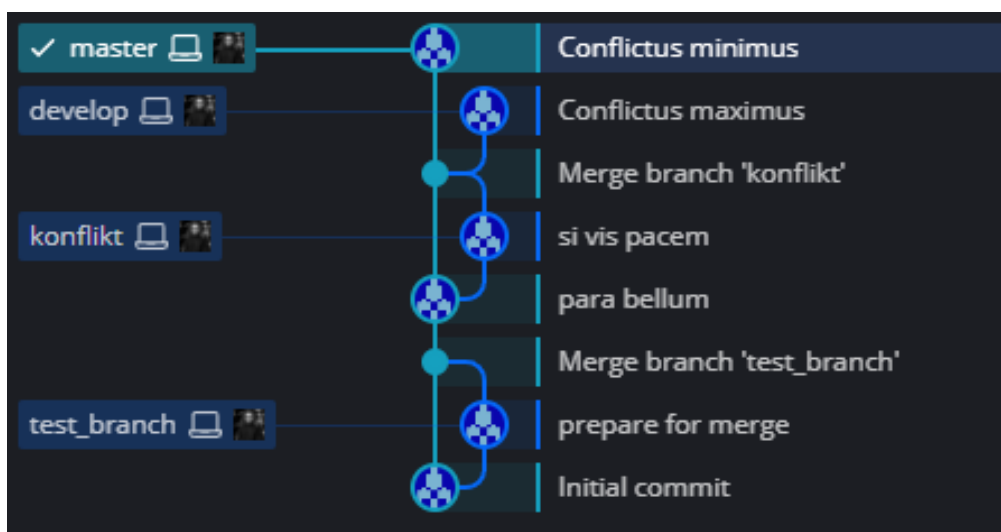 ✓ master Conflictus minimus
develop Conflictus maximus
Merge branch 'konflikt'
konflikt si vis pacem
para bellum
Merge branch 'test_branch'
test_branch prepare for merge
Initial commit